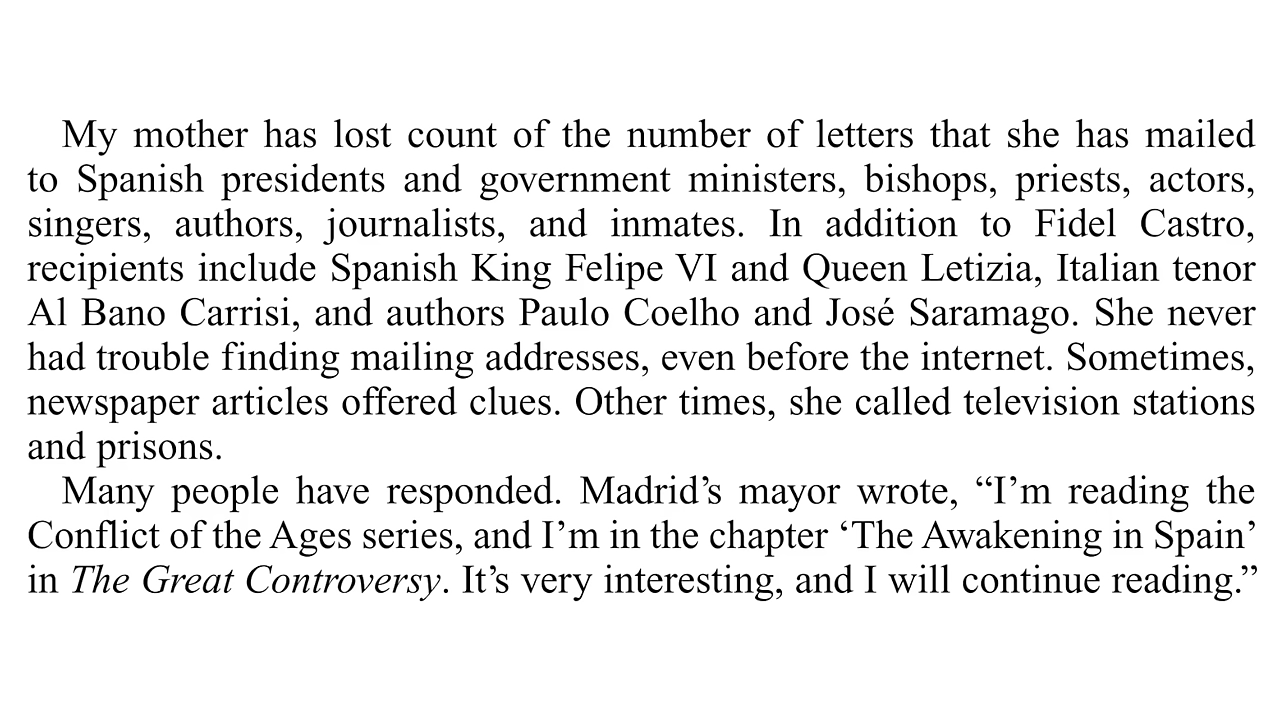 My mother has lost count of the number of letters that she has mailed
to Spanish presidents and government ministers, bishops, priests, actors,
singers, authors, journalists, and inmates. In addition to Fidel Castro,
recipients include Spanish King Felipe VI and Queen Letizia, Italian tenor
Al Bano Carrisi, and authors Paulo Coelho and José Saramago. She never
had trouble finding mailing addresses, even before the internet. Sometimes,
newspaper articles offered clues. Other times, she called television stations
and prisons.
Many people have responded. Madrid’s mayor wrote, “I’m reading the
Conflict of the Ages series, and I’m in the chapter ‘The Awakening in Spain’
in The Great Controversy. It’s very interesting, and I will continue reading.”